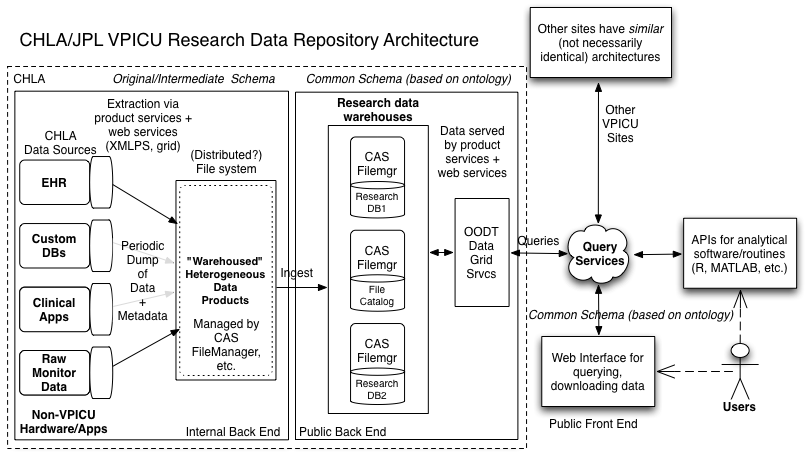 CHLA/JPL VPICU Research Data Repository Architecture
Other sites have similar
(not necessarily
identical) architectures
CHLA
Original/Intermediate Schema
Common Schema (based on ontology)
Extraction via
product services +
web services
(XMLPS, grid)
CHLA
Data Sources
EHR
Custom
DBs
Clinical
Apps
Raw
Monitor
Data
Non-VPICU
Hardware/Apps
Periodic
Dump
of
Data
+
Metadata
(Distributed?)
File system
"Warehoused"
Heterogeneous
Data
Products
Managed by
CAS
FileManager,
etc.
Internal Back End
Ingest
Research data
warehouses
CAS
Filemgr
Research
DB1
CAS
Filemgr
File
Catalog
CAS
Filemgr
Research
DB2
Public Back End
Data served
by product
services +
web services
OODT
Data
Grid
Srvcs
Queries
Other
VPICU
Sites
Query
Services
APIs for analytical
software/routines
(R, MATLAB, etc.)
Common Schema (based on ontology)
Web Interface for
querying,
downloading data
Public Front End
Users